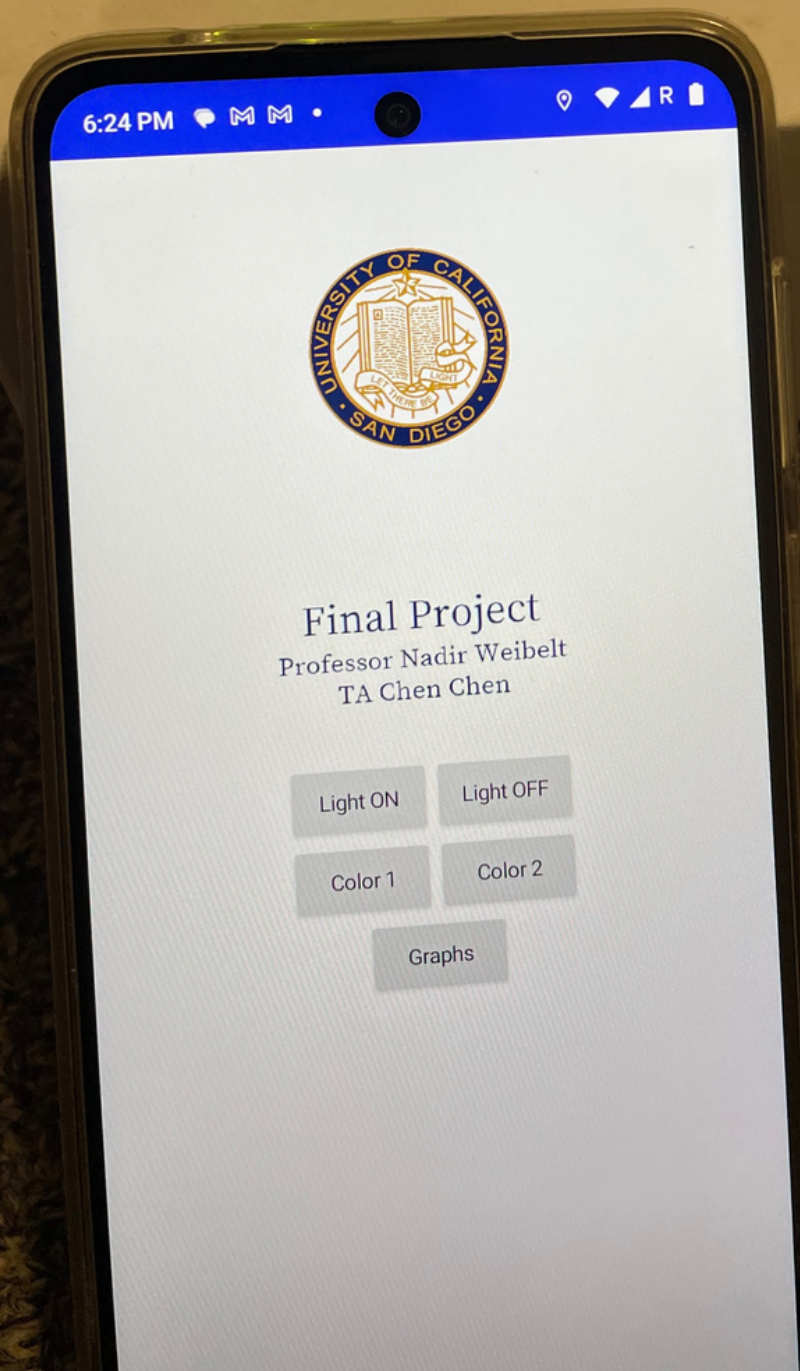 6:24 PM
R
UNIVERSITY OF CALIFORNIA
SAN DIEGO
LET THERE BE LIGHT
Final Project
Professor Nadir Weibelt
TA Chen Chen
Light ON Light OFF
Color 1 Color 2
Graphs